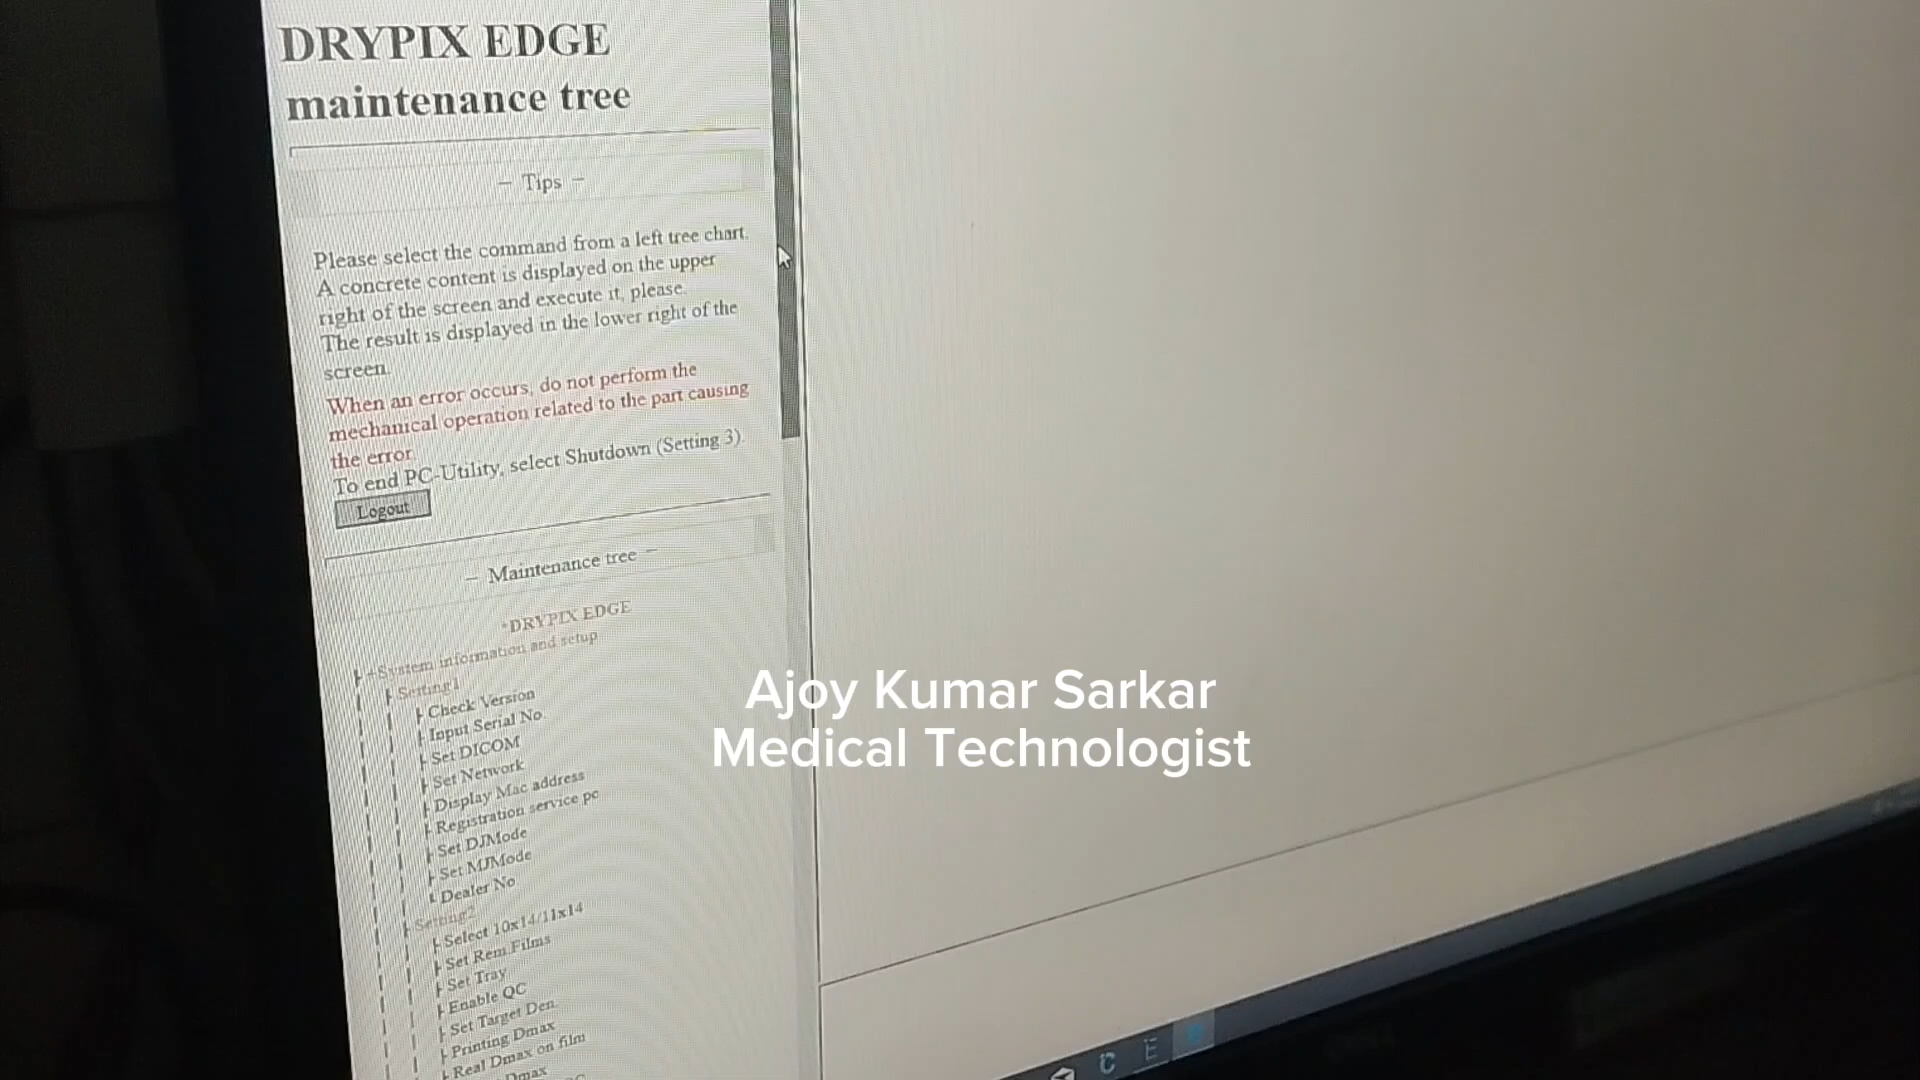 DRYPIX EDGE
maintenance tree
– Tips –
Please select the command from a left tree chart.
A concrete content is displayed on the upper
right of the screen and execute it, please.
The result is displayed in the lower right of the
screen.
When an error occurs, do not perform the
mechanical operation related to the part causing
the error.
To end PC-Utility, select Shutdown (Setting 3).
Logout
– Maintenance tree –
*DRYPIX EDGE
System information and setup
Setting1
Check Version
Input Serial No.
Set DICOM
Set Network
Display Mac address
Registration service pc
Set DJMode
Set MJMode
Dealer No.
Setting2
Select 10x14/11x14
Set Rem.Films
Set Tray
Enable QC
Set Target Den.
Printing Dmax
Real Dmax on film
Dmax
Ajoy Kumar Sarkar
Medical Technologist